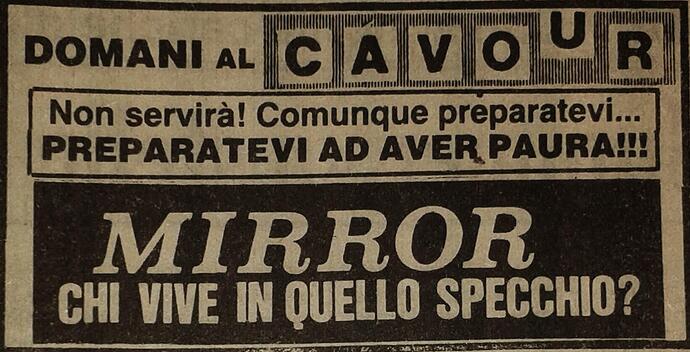 DOMANI AL CAVOUR
Non servirà! Comunque preparatevi...
PREPARATEVI AD AVER PAURA!!!
MIRROR
CHI VIVE IN QUELLO SPECCHIO?